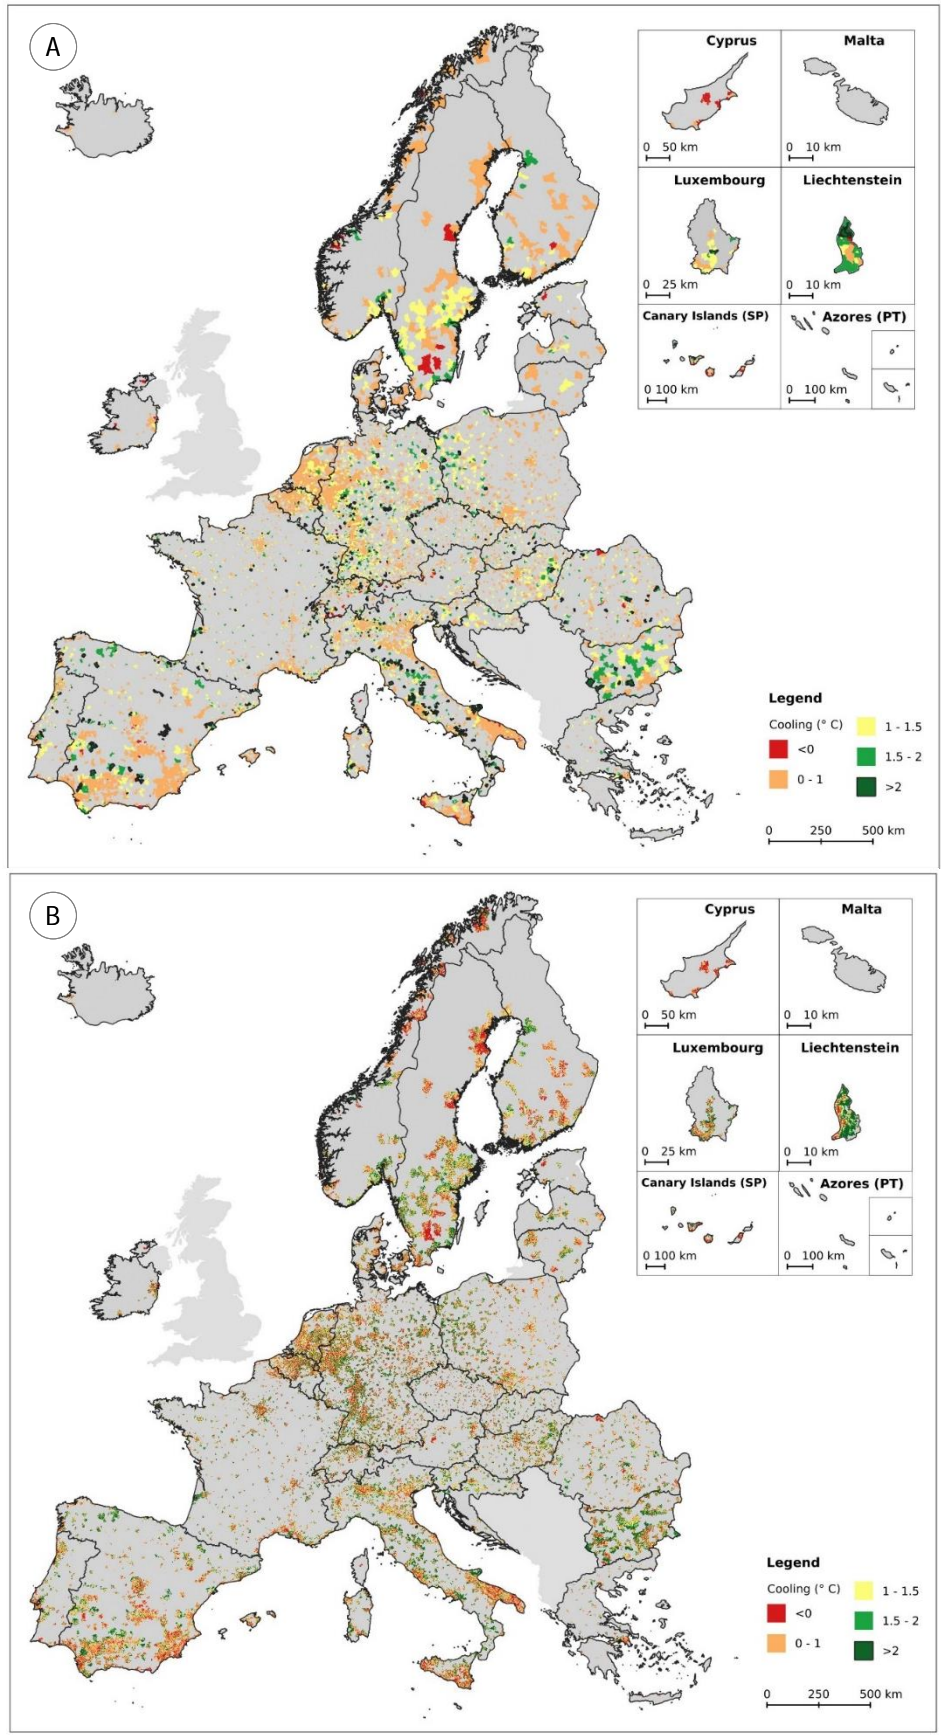 A
Cyprus
Malta
0 50 km
0 10 km
Luxembourg
Liechtenstein
0 25 km
0 10 km
Canary Islands (SP)
Azores (PT)
0 100 km
0 100 km
Legend
Cooling (° C)
<0
0 - 1
1 - 1.5
1.5 - 2
>2
0 250 500 km
B
Cyprus
Malta
0 50 km
0 10 km
Luxembourg
Liechtenstein
0 25 km
0 10 km
Canary Islands (SP)
Azores (PT)
0 100 km
0 100 km
Legend
Cooling (° C)
<0
0 - 1
1 - 1.5
1.5 - 2
>2
0 250 500 km